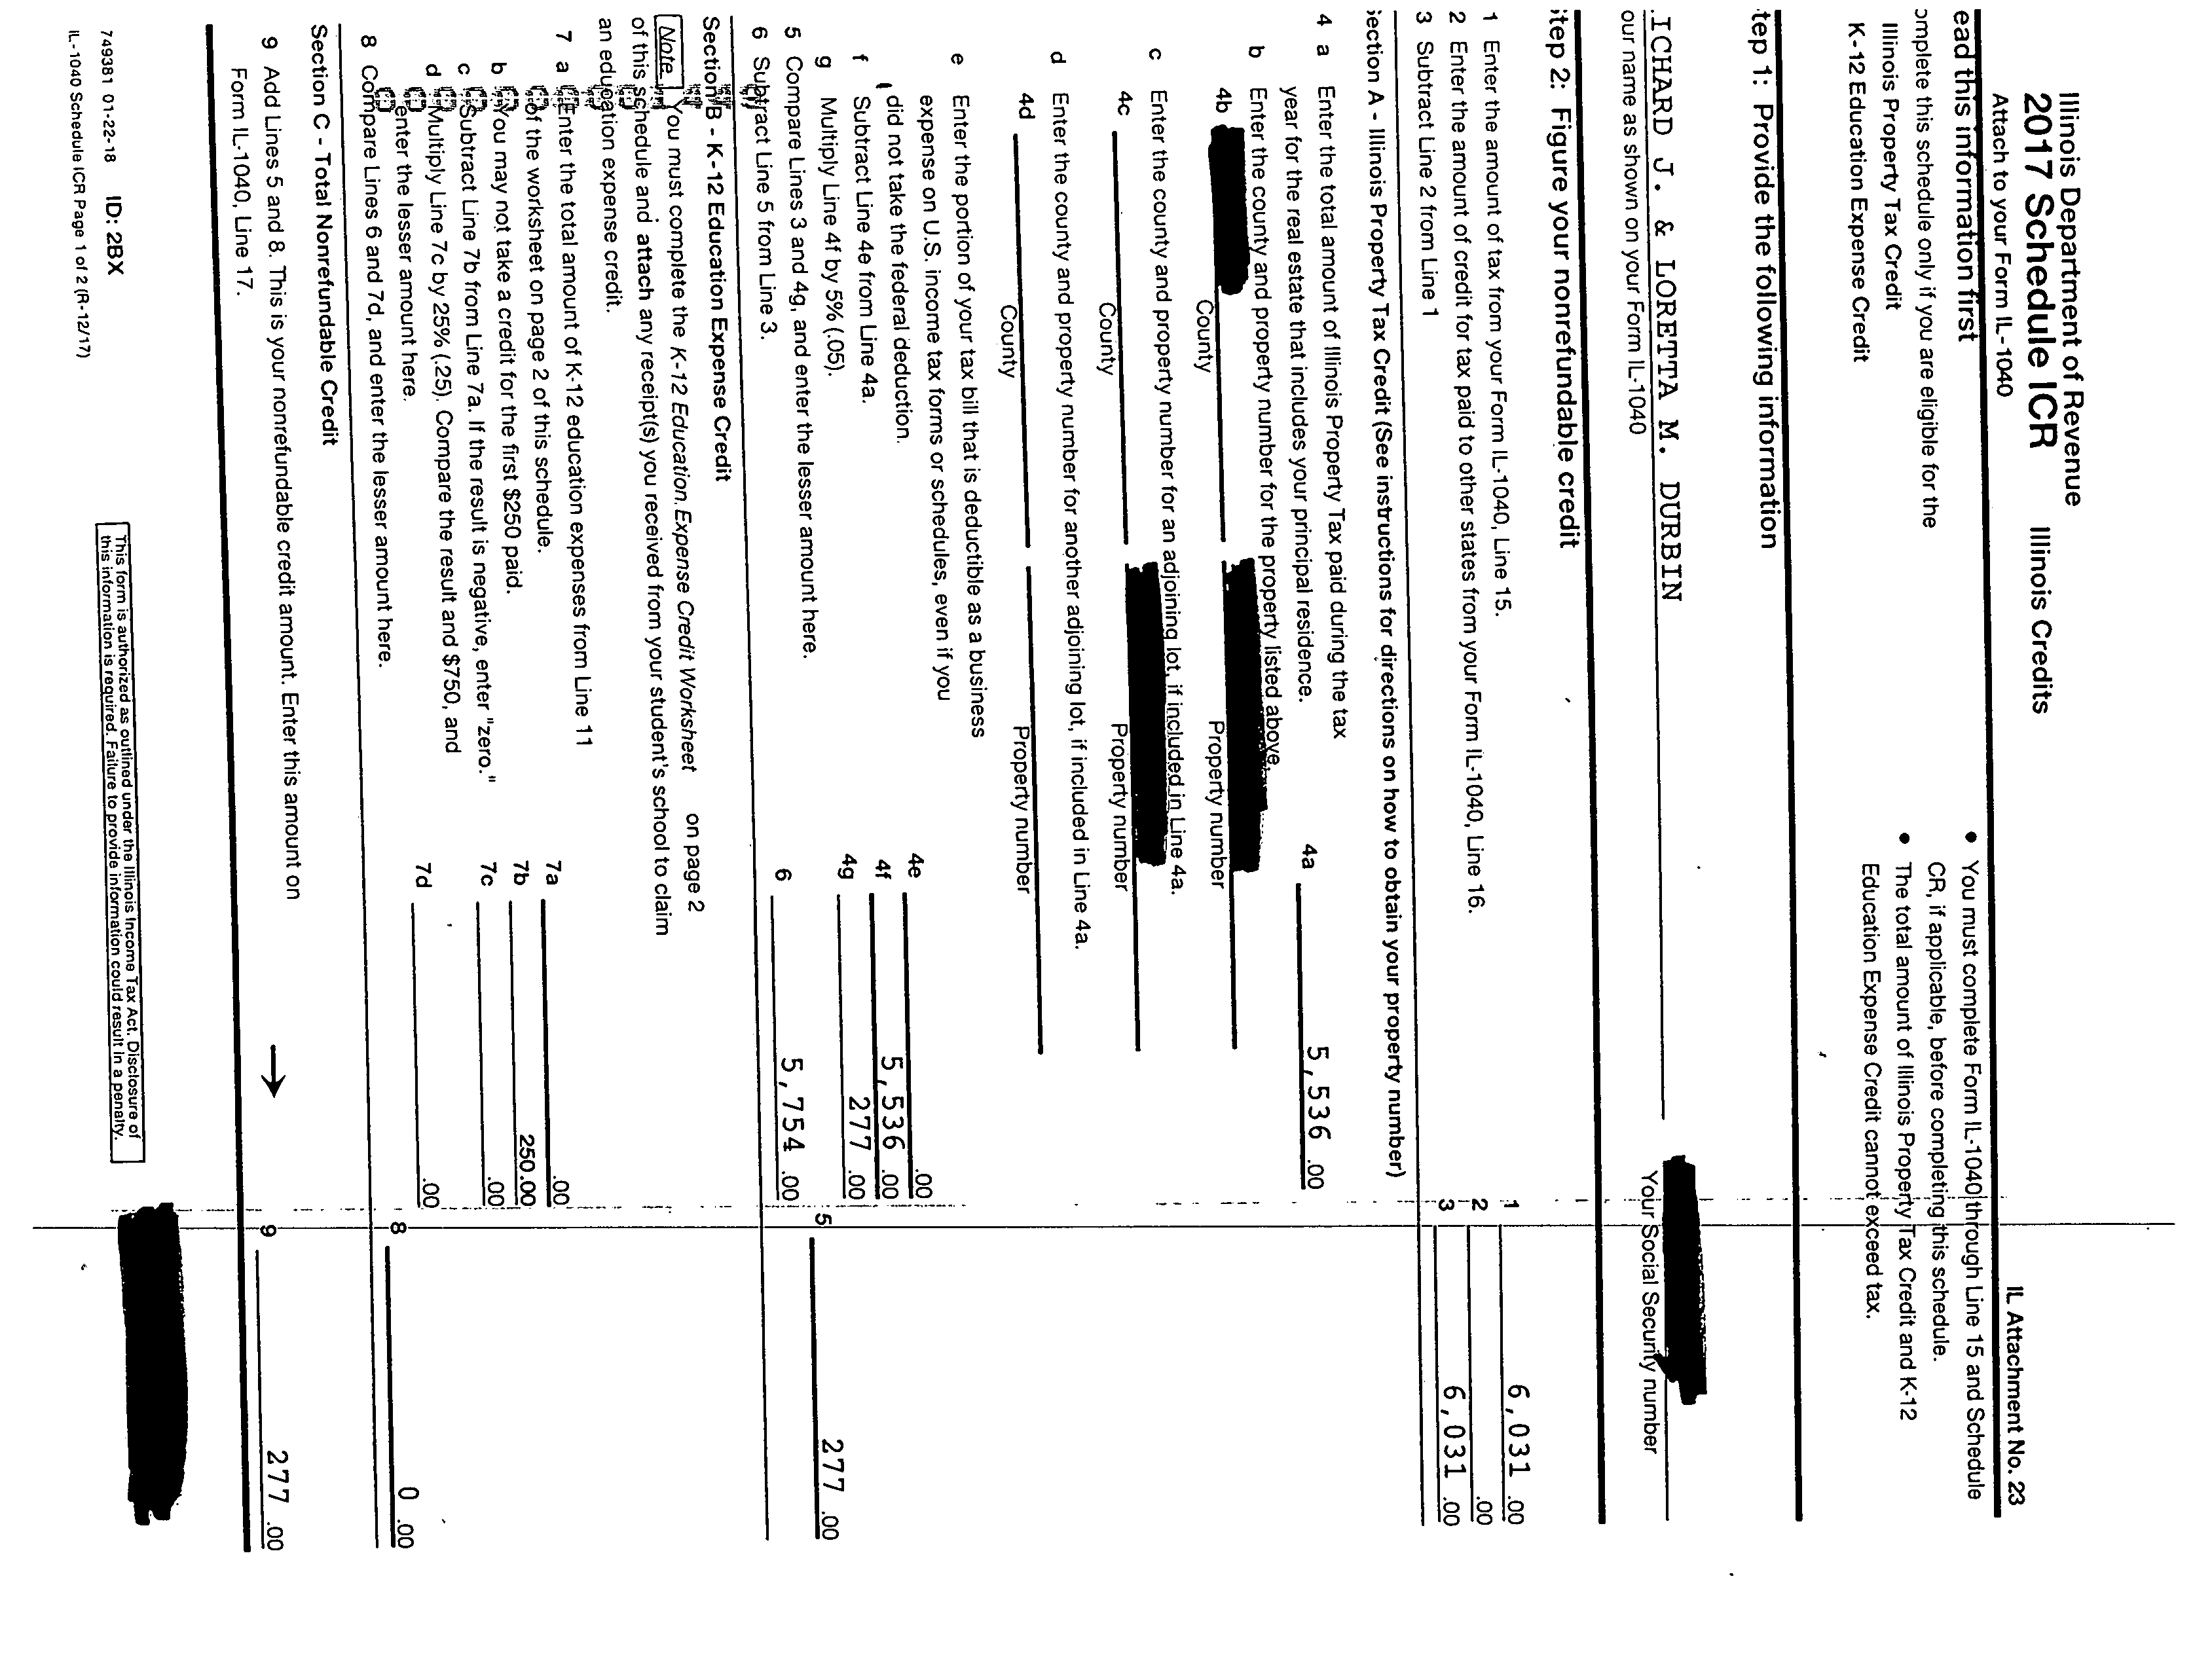 Illinois Department of Revenue
2017 Schedule ICR Illinois Credits
Attach to your Form IL-1040
IL Attachment No. 23
ead this information first
omplete this schedule only if you are eligible for the
Illinois Property Tax Credit
K-12 Education Expense Credit
• You must complete Form IL-1040 through Line 15 and Schedule
CR, if applicable, before completing this schedule.
• The total amount of Illinois Property Tax Credit and K-12
Education Expense Credit cannot exceed tax.
tep 1: Provide the following information
ICHARD J. & LORETTA M. DURBIN
our name as shown on your Form IL-1040
Your Social Security number
tep 2: Figure your nonrefundable credit
1 Enter the amount of tax from your Form IL-1040, Line 15. 1 6,031 .00
2 Enter the amount of credit for tax paid to other states from your Form IL-1040, Line 16. 2 .00
3 Subtract Line 2 from Line 1 3 6,031 .00
ection A - Illinois Property Tax Credit (See instructions for directions on how to obtain your property number)
4 a Enter the total amount of Illinois Property Tax paid during the tax
year for the real estate that includes your principal residence. 4a 5,536 .00
b Enter the county and property number for the property listed above.
4b
County Property number
c Enter the county and property number for an adjoining lot, if included in Line 4a.
4c
County Property number
d Enter the county and property number for another adjoining lot, if included in Line 4a.
4d
County Property number
e Enter the portion of your tax bill that is deductible as a business
expense on U.S. income tax forms or schedules, even if you
did not take the federal deduction. 4e .00
f Subtract Line 4e from Line 4a. 4f 5,536 .00
g Multiply Line 4f by 5% (.05). 4g 277 .00
5 Compare Lines 3 and 4g, and enter the lesser amount here. 5 277 .00
6 Subtract Line 5 from Line 3. 6 5,754 .00
Section B - K-12 Education Expense Credit
Note You must complete the K-12 Education Expense Credit Worksheet on page 2
of this schedule and attach any receipt(s) you received from your student's school to claim
an education expense credit.
7 a Enter the total amount of K-12 education expenses from Line 11
of the worksheet on page 2 of this schedule. 7a .00
b You may not take a credit for the first $250 paid. 7b 250.00
c Subtract Line 7b from Line 7a. If the result is negative, enter "zero." 7c .00
d Multiply Line 7c by 25% (.25). Compare the result and $750, and
enter the lesser amount here. 7d .00
8 Compare Lines 6 and 7d, and enter the lesser amount here. 8 0 .00
Section C - Total Nonrefundable Credit
9 Add Lines 5 and 8. This is your nonrefundable credit amount. Enter this amount on
Form IL-1040, Line 17. → 9 277 .00
This form is authorized as outlined under the Illinois Income Tax Act. Disclosure of
this information is required. Failure to provide information could result in a penalty.
749381 01-22-18 ID: 2BX
IL-1040 Schedule ICR Page 1 of 2 (R-12/17)